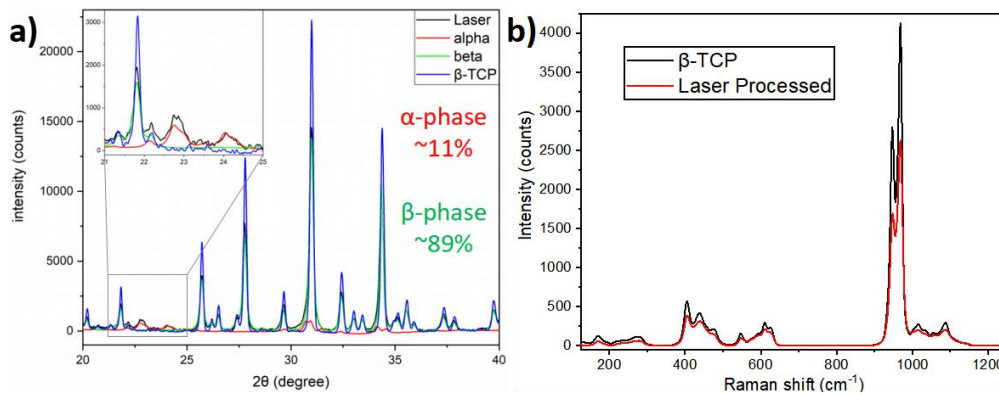 a)
3000
2000
1000
0
21
22
23
24
25
Laser
alpha
beta
β-TCP
α-phase
~11%
β-phase
~89%
20000
15000
10000
5000
0
intensity (counts)
20
25
30
35
40
2θ (degree)
b)
β-TCP
Laser Processed
4000
3500
3000
2500
2000
1500
1000
500
0
Intensity (counts)
200
400
600
800
1000
1200
Raman shift (cm⁻¹)